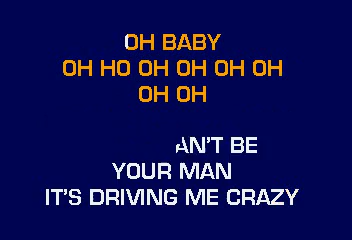 OH BABY
OH HO OH OH OH OH
OH OH
AN'T BE
YOUR MAN
IT'S DRIVING ME CRAZY